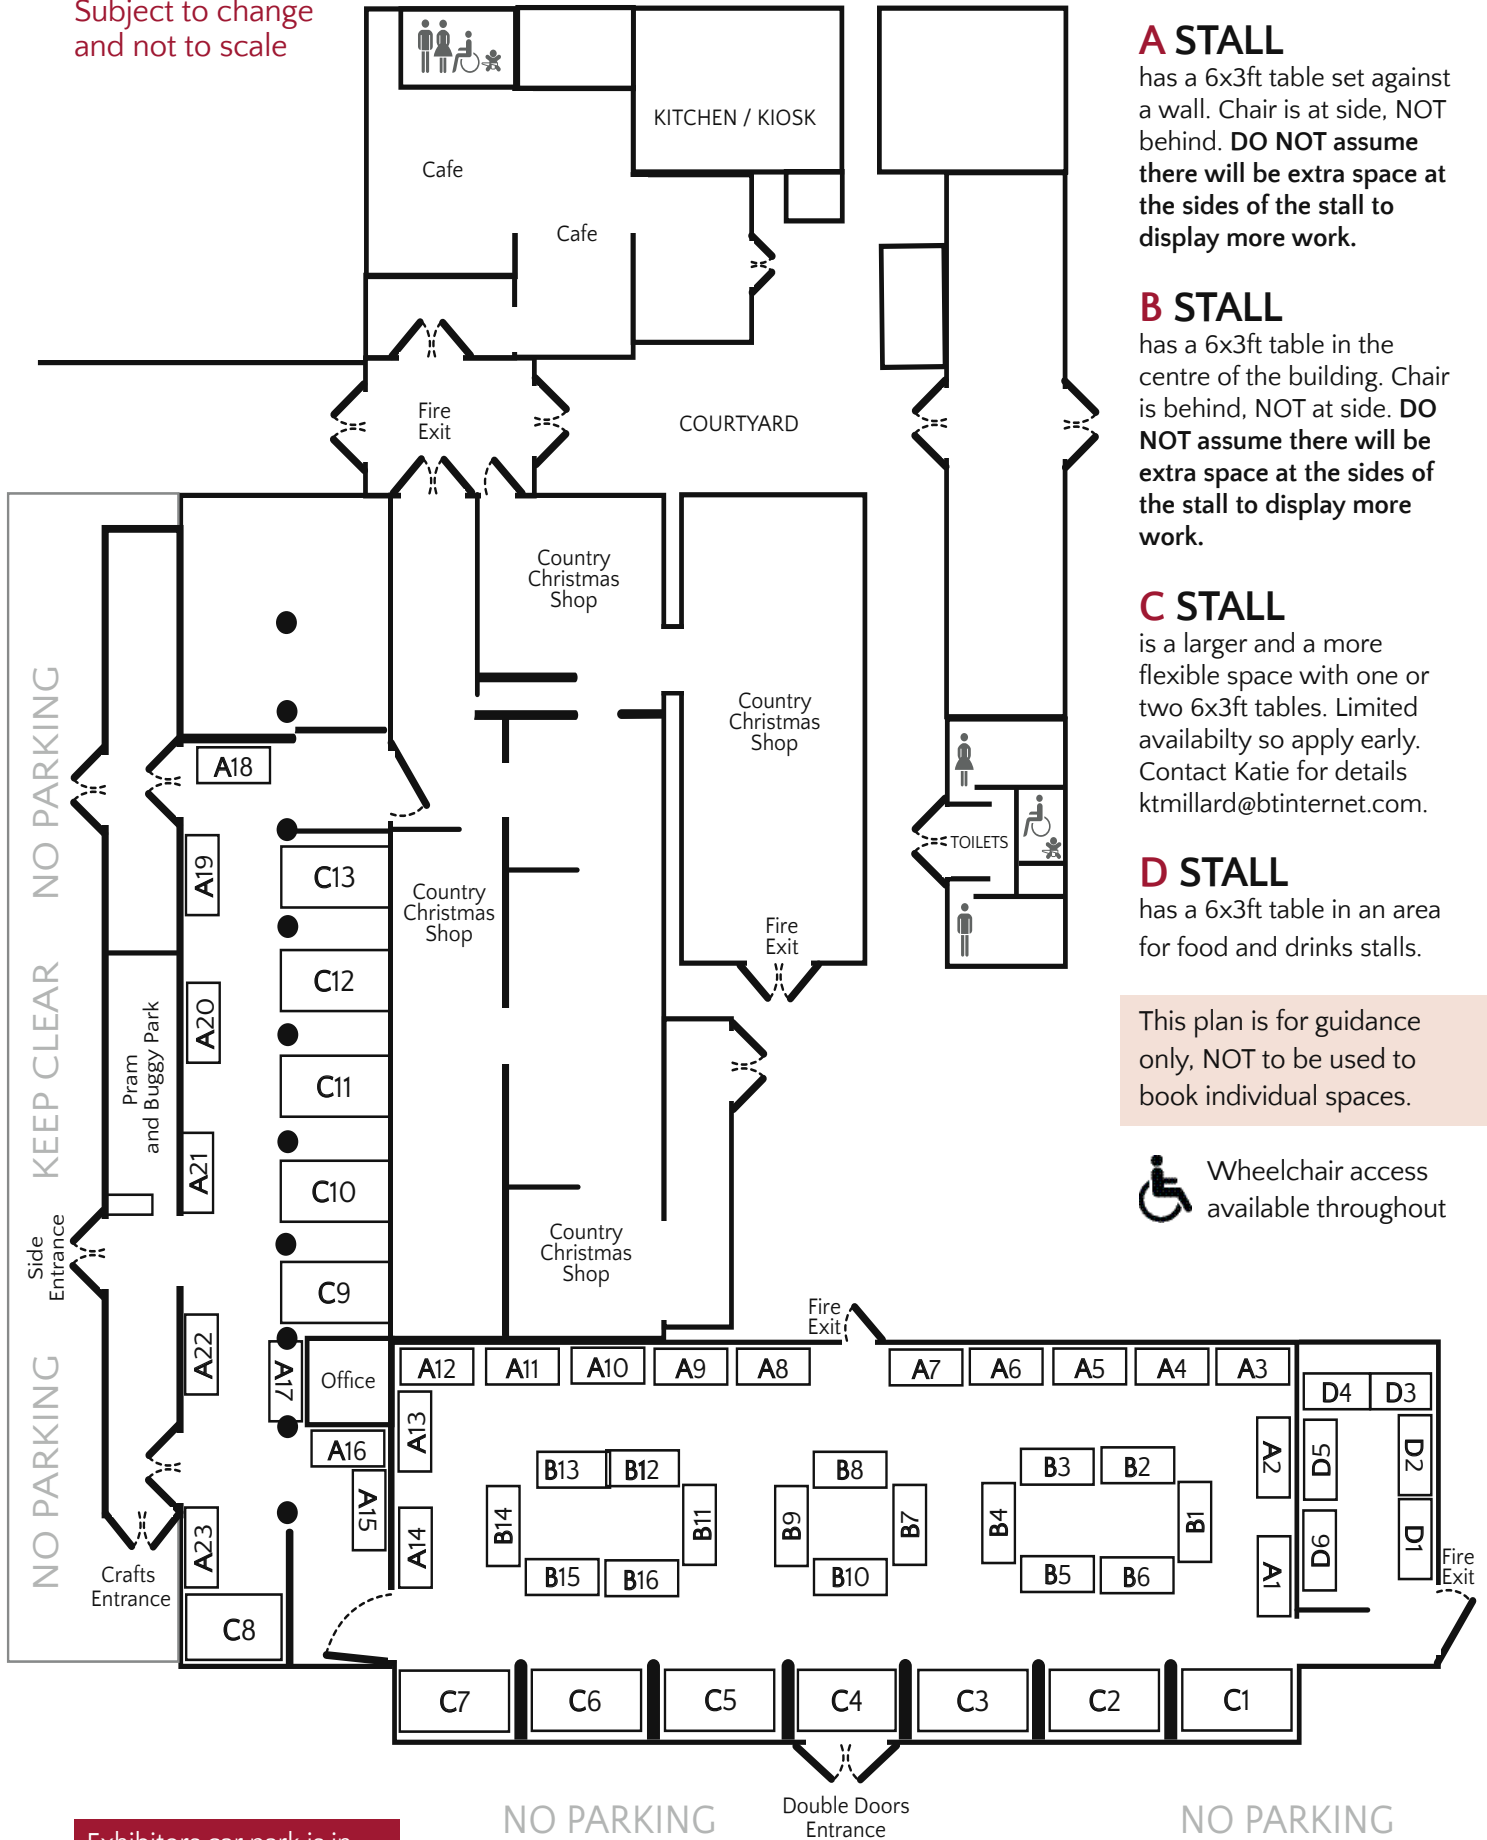 Subject to change
and not to scale
KITCHEN / KIOSK
Cafe
Cafe
Fire
Exit
COURTYARD
Country
Christmas
Shop
Country
Christmas
Shop
Country
Christmas
Shop
Country
Christmas
Shop
Fire
Exit
TOILETS
NO PARKING
KEEP CLEAR
NO PARKING
Pram
and Buggy Park
Side
Entrance
Crafts
Entrance
A18
A19
A20
A21
A22
A23
C13
C12
C11
C10
C9
C8
A17
Office
A16
A15
Fire
Exit
A12
A11
A10
A9
A8
A7
A6
A5
A4
A3
A13
A14
A2
A1
D4
D3
D5
D2
D6
D1
Fire
Exit
B13
B12
B14
B11
B15
B16
B8
B9
B7
B10
B3
B2
B4
B1
B5
B6
C7
C6
C5
C4
C3
C2
C1
NO PARKING
Double Doors
Entrance
NO PARKING
A STALL
has a 6x3ft table set against
a wall. Chair is at side, NOT
behind. DO NOT assume
there will be extra space at
the sides of the stall to
display more work.
B STALL
has a 6x3ft table in the
centre of the building. Chair
is behind, NOT at side. DO
NOT assume there will be
extra space at the sides of
the stall to display more
work.
C STALL
is a larger and a more
flexible space with one or
two 6x3ft tables. Limited
availabilty so apply early.
Contact Katie for details
ktmillard@btinternet.com.
D STALL
has a 6x3ft table in an area
for food and drinks stalls.
This plan is for guidance
only, NOT to be used to
book individual spaces.
Wheelchair access
available throughout
Exhibitors car park is in